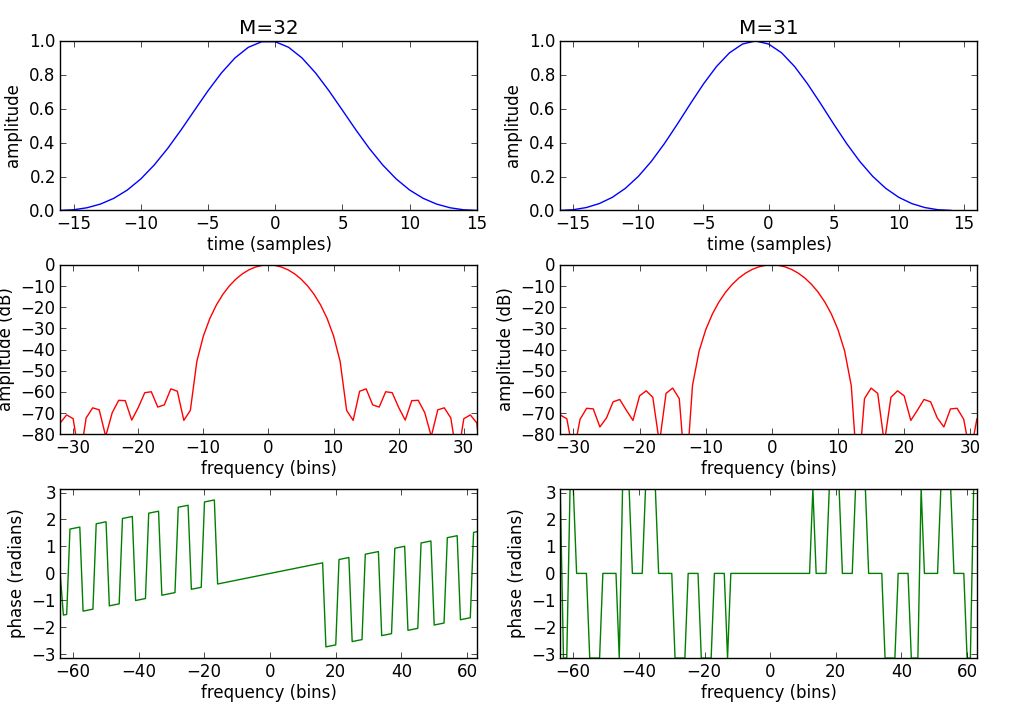 M=32
1.0
0.8
0.6
0.4
0.2
0.0
amplitude
−15 −10 −5 0 5 10 15
time (samples)
M=31
1.0
0.8
0.6
0.4
0.2
0.0
amplitude
−15 −10 −5 0 5 10 15
time (samples)
0
−10
−20
−30
−40
−50
−60
−70
−80
amplitude (dB)
−30 −20 −10 0 10 20 30
frequency (bins)
0
−10
−20
−30
−40
−50
−60
−70
−80
amplitude (dB)
−30 −20 −10 0 10 20 30
frequency (bins)
3
2
1
0
−1
−2
−3
phase (radians)
−60 −40 −20 0 20 40 60
frequency (bins)
3
2
1
0
−1
−2
−3
phase (radians)
−60 −40 −20 0 20 40 60
frequency (bins)